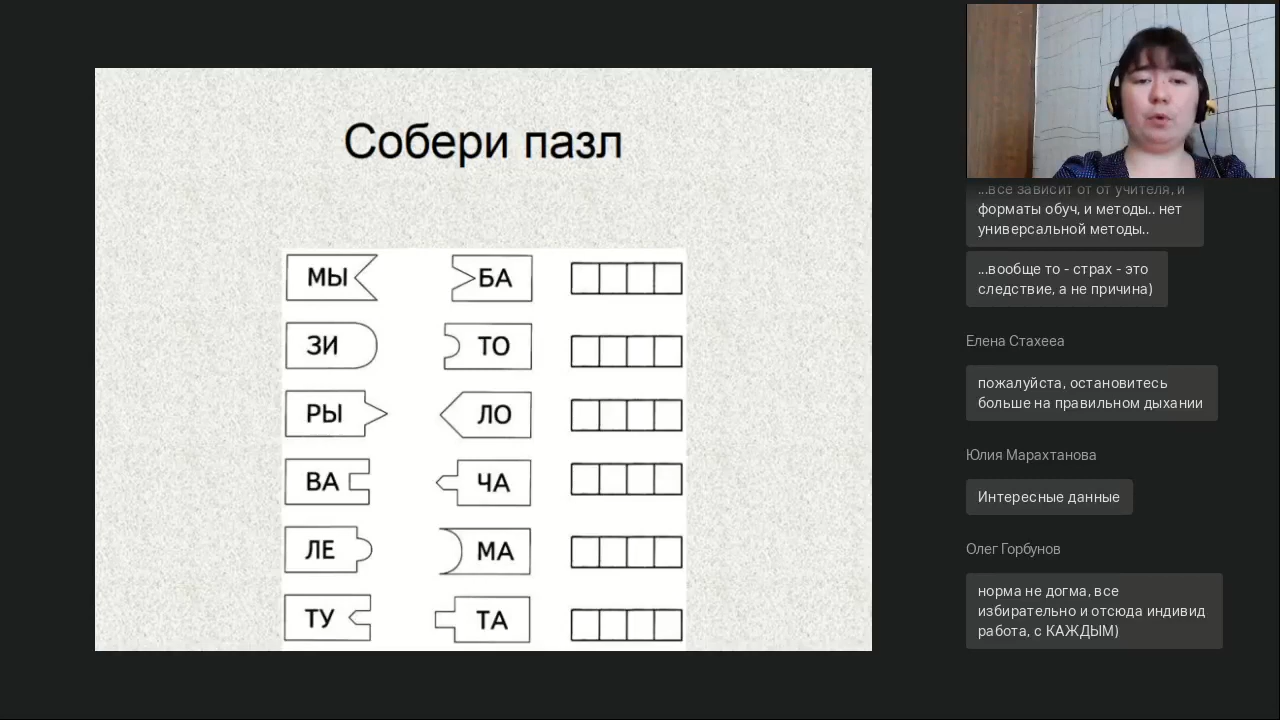 Собери пазл
МЫ БА
ЗИ ТО
РЫ ЛО
ВА ЧА
ЛЕ МА
ТУ ТА
...все зависит от от учителя, и
форматы обуч, и методы.. нет
универсальной методы..
...вообще то - страх - это
следствие, а не причина)
Елена Стахееа
пожалуйста, остановитесь
больше на правильном дыхании
Юлия Марахтанова
Интересные данные
Олег Горбунов
норма не догма, все
избирательно и отсюда индивид
работа, с КАЖДЫМ)